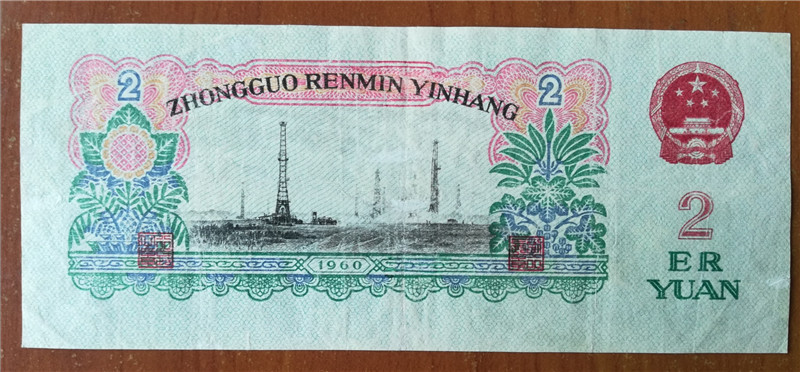 2
ZHONGGUO RENMIN YINHANG
2
1960
2
ER
YUAN